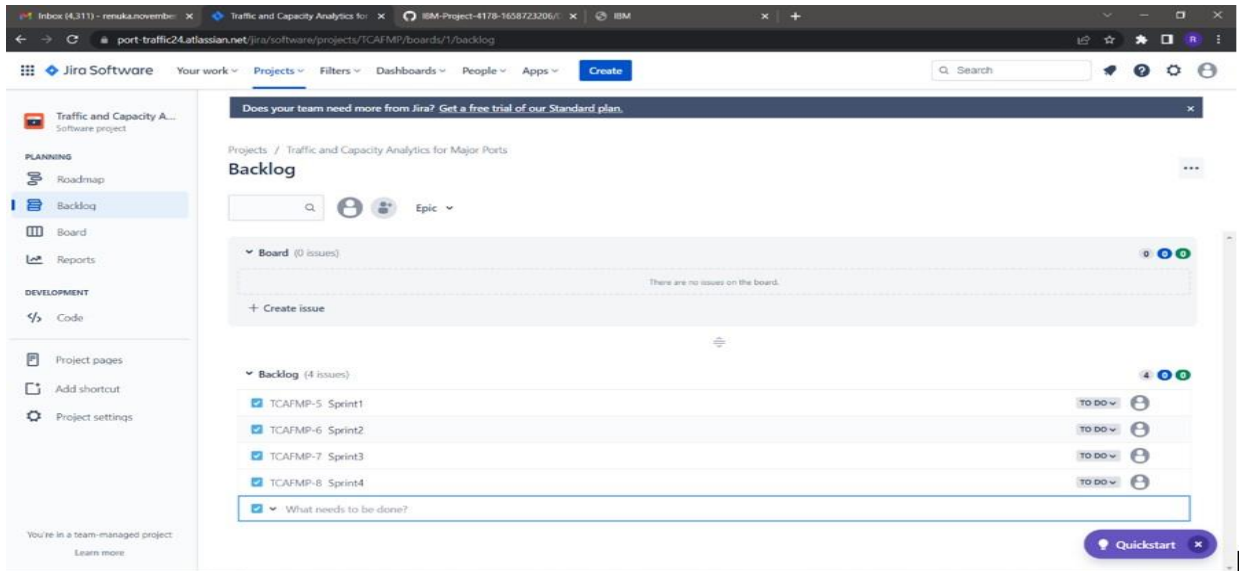 Inbox (4,311) - renuka.november
Traffic and Capacity Analytics for
IBM-Project-4178-1658723206/
IBM
port-traffic24.atlassian.net/jira/software/projects/TCAFMP/boards/1/backlog
R
Jira Software
Your work
Projects
Filters
Dashboards
People
Apps
Create
Search
Does your team need more from Jira? Get a free trial of our Standard plan.
Traffic and Capacity A...
Software project
PLANNING
Roadmap
Backlog
Board
Reports
DEVELOPMENT
Code
Project pages
Add shortcut
Project settings
You're in a team-managed project
Learn more
Projects / Traffic and Capacity Analytics for Major Ports
Backlog
Epic
Board (0 issues) 0 0 0
There are no issues on the board.
+ Create issue
Backlog (4 issues) 4 0 0
TCAFMP-5 Sprint1 TO DO
TCAFMP-6 Sprint2 TO DO
TCAFMP-7 Sprint3 TO DO
TCAFMP-8 Sprint4 TO DO
What needs to be done?
Quickstart